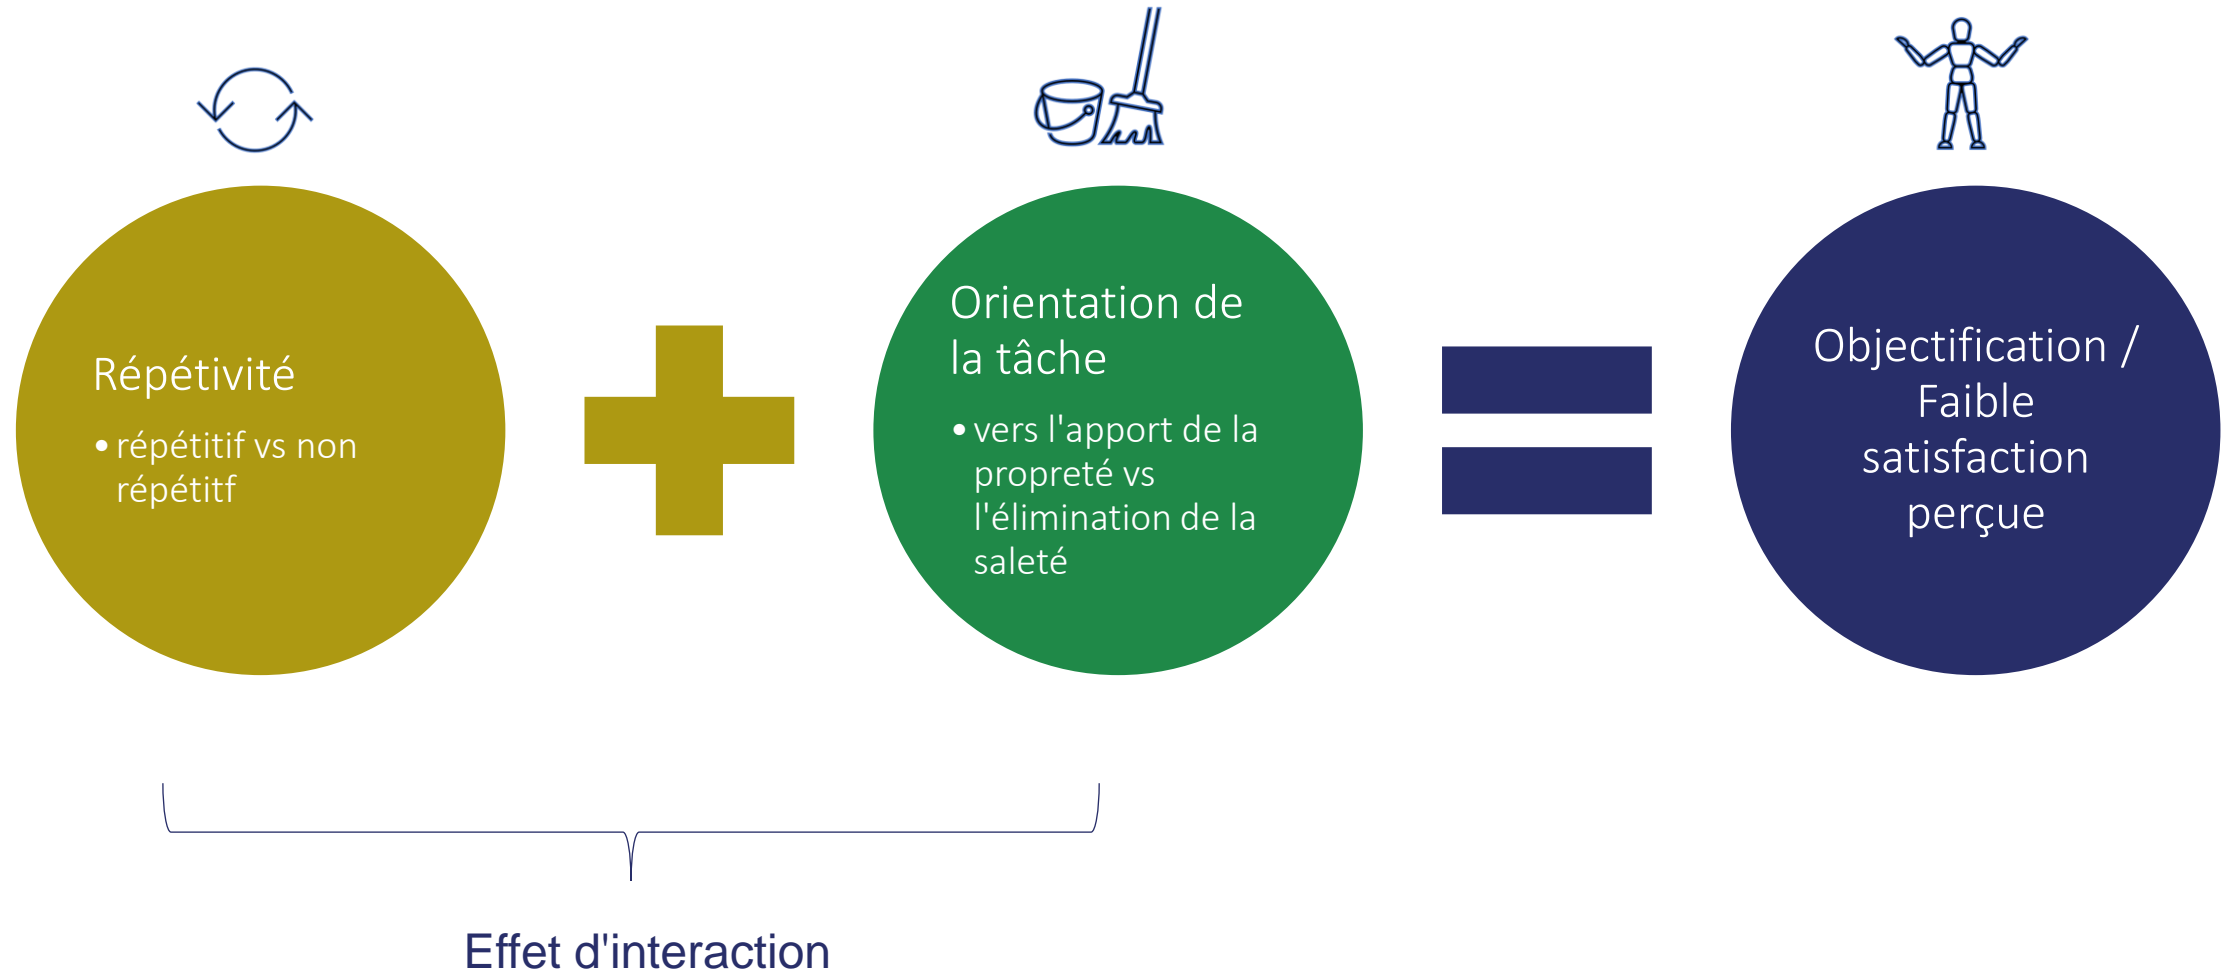 Répétivité
• répétitif vs non
répétitf
Orientation de
la tâche
• vers l'apport de la
propreté vs
l'élimination de la
saleté
Objectification /
Faible
satisfaction
perçue
Effet d'interaction